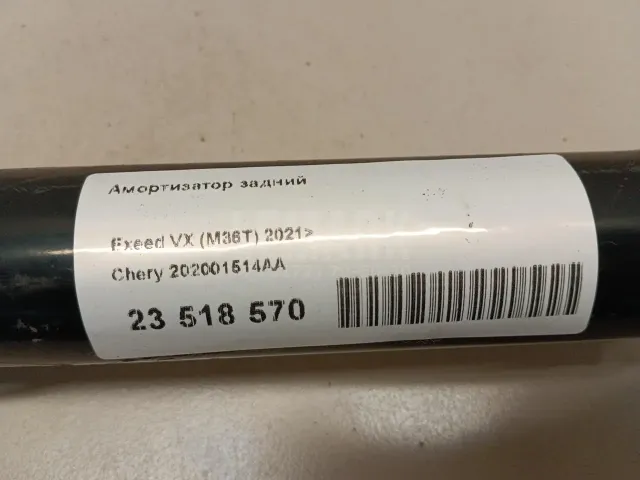 Амортизатор задний
Exeed VX (M36T) 2021>
Chery 202001514AA
23 518 570